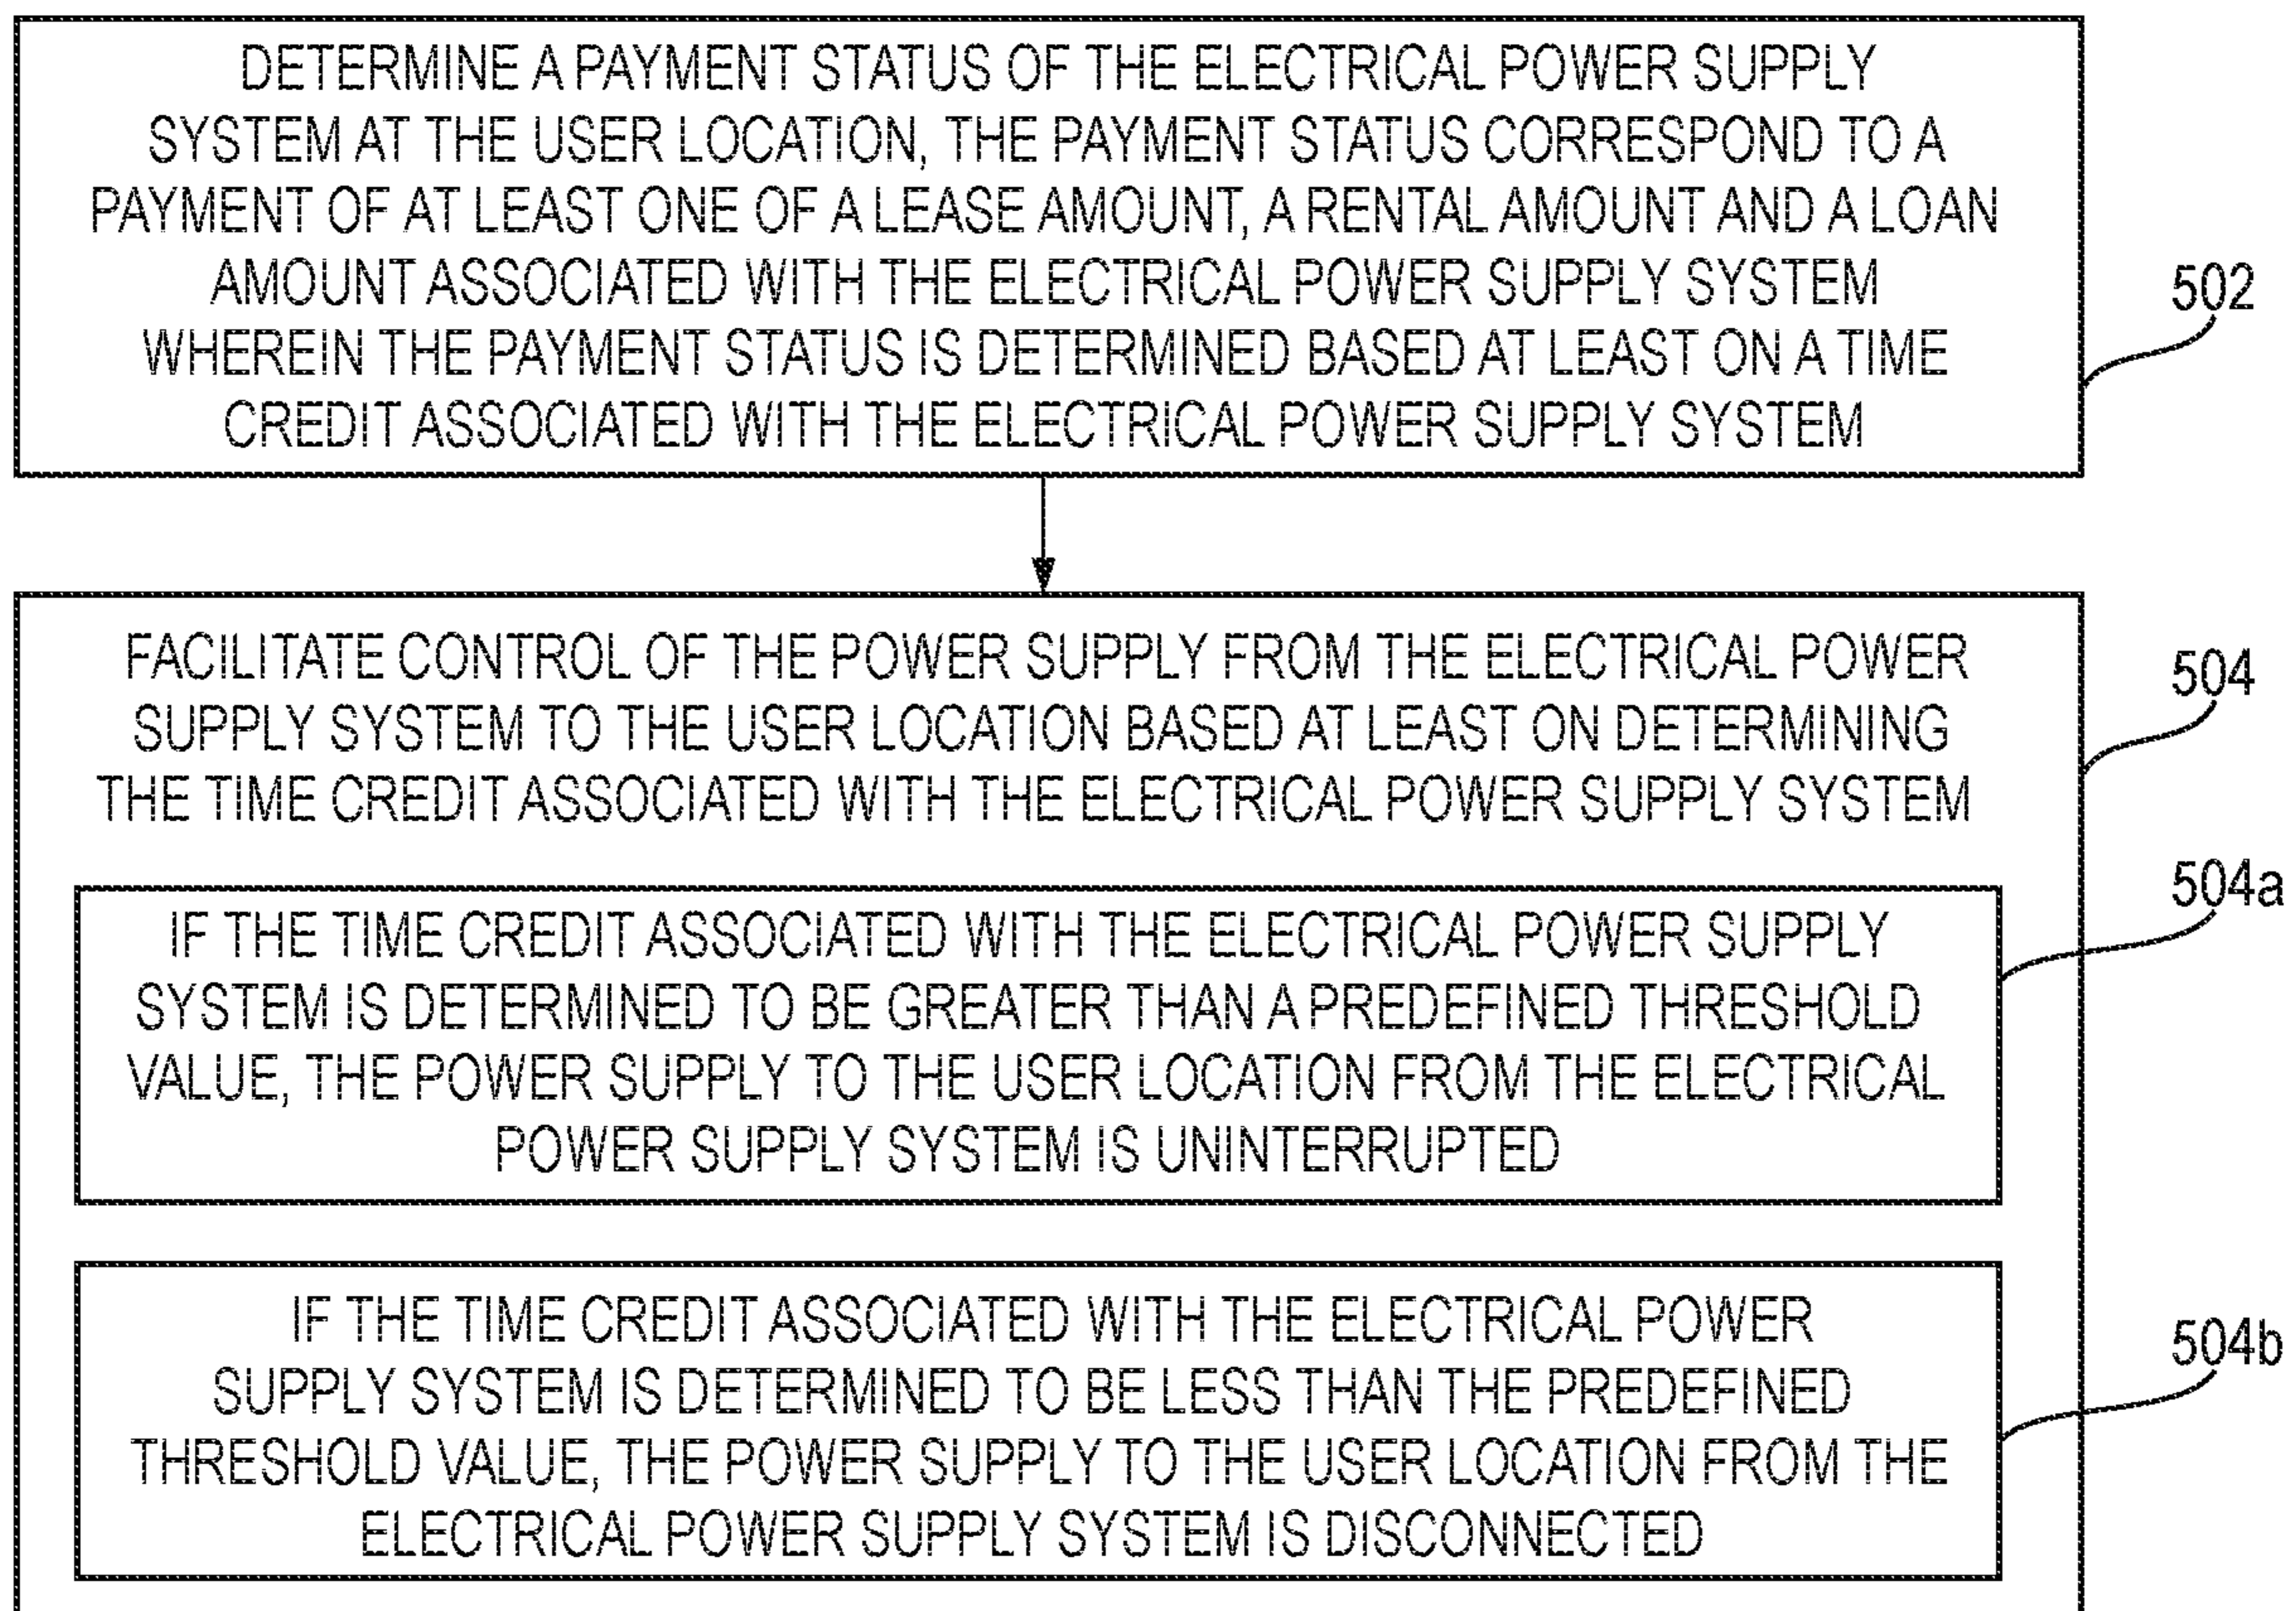 DETERMINE A PAYMENT STATUS OF THE ELECTRICAL POWER SUPPLY
SYSTEM AT THE USER LOCATION, THE PAYMENT STATUS CORRESPOND TO A
PAYMENT OF AT LEAST ONE OF A LEASE AMOUNT, A RENTAL AMOUNT AND A LOAN
AMOUNT ASSOCIATED WITH THE ELECTRICAL POWER SUPPLY SYSTEM
WHEREIN THE PAYMENT STATUS IS DETERMINED BASED AT LEAST ON A TIME
CREDIT ASSOCIATED WITH THE ELECTRICAL POWER SUPPLY SYSTEM
502
FACILITATE CONTROL OF THE POWER SUPPLY FROM THE ELECTRICAL POWER
SUPPLY SYSTEM TO THE USER LOCATION BASED AT LEAST ON DETERMINING
THE TIME CREDIT ASSOCIATED WITH THE ELECTRICAL POWER SUPPLY SYSTEM
504
IF THE TIME CREDIT ASSOCIATED WITH THE ELECTRICAL POWER SUPPLY
SYSTEM IS DETERMINED TO BE GREATER THAN A PREDEFINED THRESHOLD
VALUE, THE POWER SUPPLY TO THE USER LOCATION FROM THE ELECTRICAL
POWER SUPPLY SYSTEM IS UNINTERRUPTED
504a
IF THE TIME CREDIT ASSOCIATED WITH THE ELECTRICAL POWER
SUPPLY SYSTEM IS DETERMINED TO BE LESS THAN THE PREDEFINED
THRESHOLD VALUE, THE POWER SUPPLY TO THE USER LOCATION FROM THE
ELECTRICAL POWER SUPPLY SYSTEM IS DISCONNECTED
504b